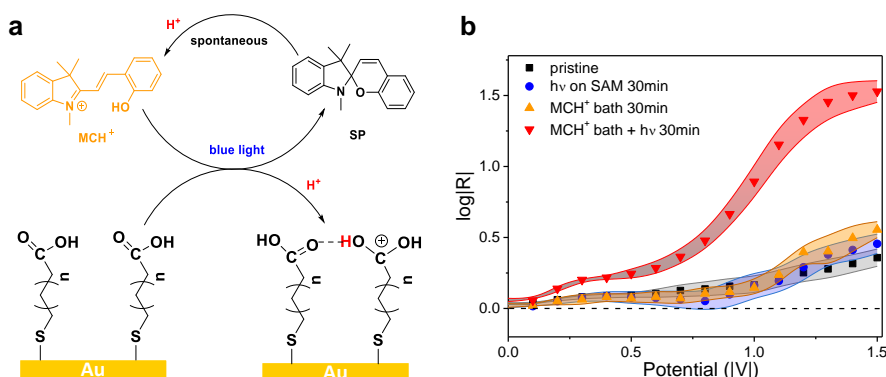 a
H⁺
spontaneous
HO
N
⊕
MCH⁺
N
O
SP
blue light
H⁺
O
C
OH
n
S
O
C
OH
n
S
Au
HO
C
O
HO
C
⊕
OH
n
S
n
S
Au
b
pristine
hν on SAM 30min
MCH⁺ bath 30min
MCH⁺ bath + hν 30min
log|R|
1.5
1.0
0.5
0.0
0.0 0.5 1.0 1.5
Potential (|V|)